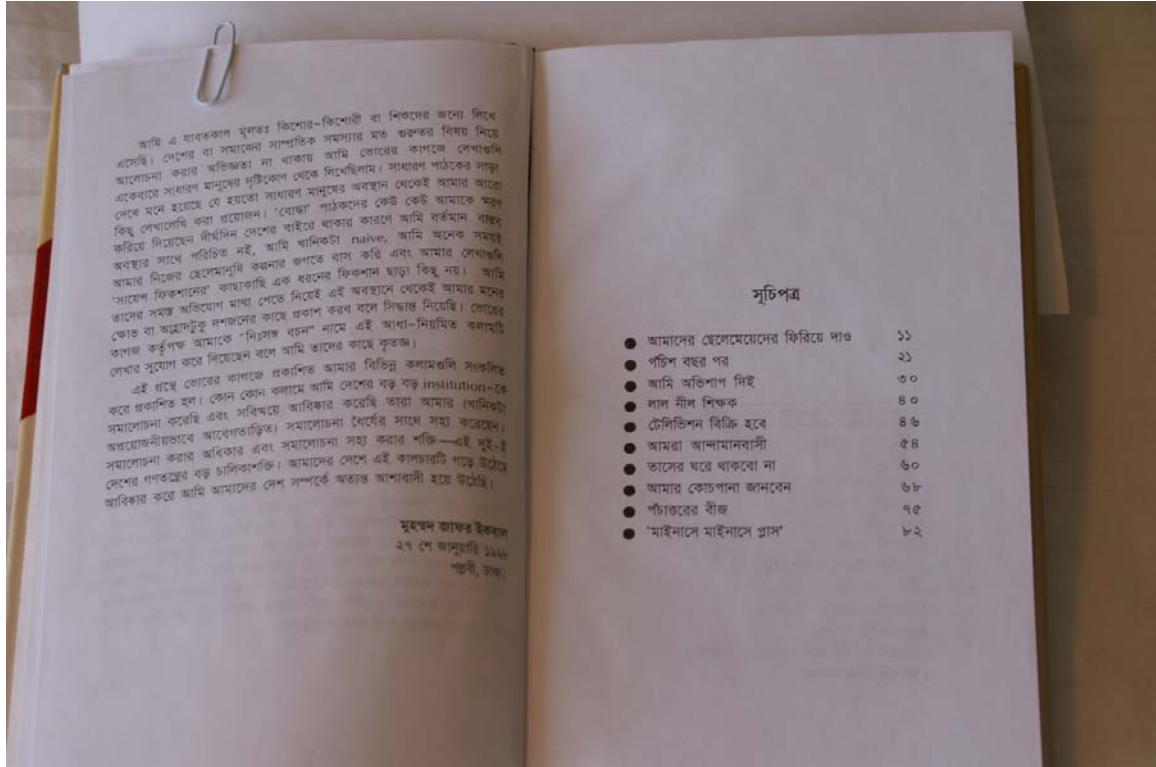 আমি এ যাবতকাল মূলতঃ কিশোর-কিশোরী বা শিশুদের জন্যে লিখে
এসেছি। দেশের বা সমাজের সাম্প্রতিক সমস্যার মত গুরুতর বিষয় নিয়ে
আলোচনা করার অভিজ্ঞতা না থাকায় আমি ভোরের কাগজে লেখাগুলি
একেবারে সাধারণ মানুষের দৃষ্টিকোণ থেকে লিখেছিলাম। সাধারণ পাঠকের সাড়া
দেখে মনে হয়েছে যে হয়তো সাধারণ মানুষের অবস্থান থেকেই আমার আরো
কিছু লেখালেখি করা প্রয়োজন। 'বোদ্ধা' পাঠকদের কেউ কেউ আমাকে স্মরণ
করিয়ে দিয়েছেন দীর্ঘদিন দেশের বাইরে থাকার কারণে আমি বর্তমান বাস্তব
অবস্থার সাথে পরিচিত নই, আমি খানিকটা naive, আমি অনেক সময়ই
আমার নিজের ছেলেমানুষি কল্পনার জগতে বাস করি এবং আমার লেখাগুলি
'সায়েন্স ফিকশানের' কাছাকাছি এক ধরনের ফিকশান ছাড়া কিছু নয়। আমি
তাদের সমস্ত অভিযোগ মাথা পেতে নিয়েই এই অবস্থানে থেকেই আমার মনের
ক্ষোভ বা আহ্লাদটুকু দশজনের কাছে প্রকাশ করব বলে সিদ্ধান্ত নিয়েছি। ভোরের
কাগজ কর্তৃপক্ষ আমাকে "নিঃসঙ্গ বচন" নামে এই আধা-নিয়মিত কলামটি
লেখার সুযোগ করে দিয়েছেন বলে আমি তাদের কাছে কৃতজ্ঞ।
এই গ্রন্থে ভোরের কাগজে প্রকাশিত আমার বিভিন্ন কলামগুলি সংকলিত
করে প্রকাশিত হল। কোন কোন কলামে আমি দেশের বড় বড় institution-কে
সমালোচনা করেছি এবং সবিস্ময়ে আবিষ্কার করেছি তারা আমার (খানিকটা
অপ্রয়োজনীয়ভাবে আবেগতাড়িত) সমালোচনা ধৈর্যের সাথে সহ্য করেছেন।
সমালোচনা করার অধিকার এবং সমালোচনা সহ্য করার শক্তি—এই দুই-ই
দেশের গণতন্ত্রের বড় চালিকাশক্তি। আমাদের দেশে এই কালচারটি গড়ে উঠেছে
আবিষ্কার করে আমি আমাদের দেশ সম্পর্কে অত্যন্ত আশাবাদী হয়ে উঠেছি।
মুহম্মদ জাফর ইকবাল
২৭ শে জানুয়ারি ১৯৯৮
পল্লবী, ঢাকা।
সূচিপত্র
● আমাদের ছেলেমেয়েদের ফিরিয়ে দাও ১১
● পঁচিশ বছর পর ২১
● আমি অভিশাপ দিই ৩০
● লাল নীল শিক্ষক ৪০
● টেলিভিশন বিক্রি হবে ৪৬
● আমরা আন্দামানবাসী ৫৪
● তাসের ঘরে থাকবো না ৬০
● আমার কোচপানা জানবেন ৬৮
● পঁচাত্তরের বীজ ৭৫
● 'মাইনাসে মাইনাসে প্লাস' ৮২